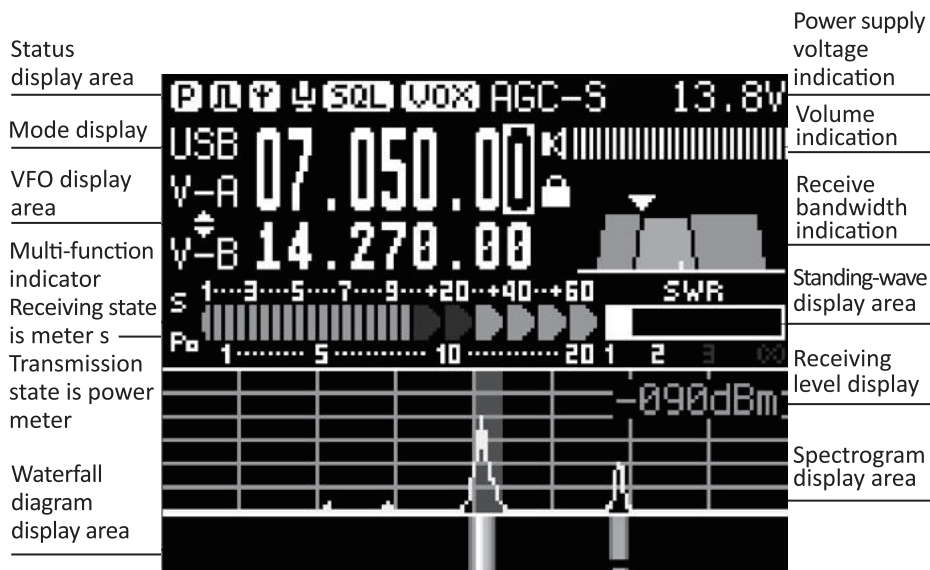 Status
display area
Mode display
VFO display
area
Multi-function
indicator
Receiving state
is meter s
Transmission
state is power
meter
Waterfall
diagram
display area
P
SQL VOX AGC-S 13.8V
USB
V-A 07.050.00
V-B 14.270.00
S 1----3----5----7----9---+20--+40--+60
Po 1--------- 5 ------------ 10 ------------ 20
SWR
1 2 3 ∞
-090dBm
Power supply
voltage
indication
Volume
indication
Receive
bandwidth
indication
Standing-wave
display area
Receiving
level display
Spectrogram
display area